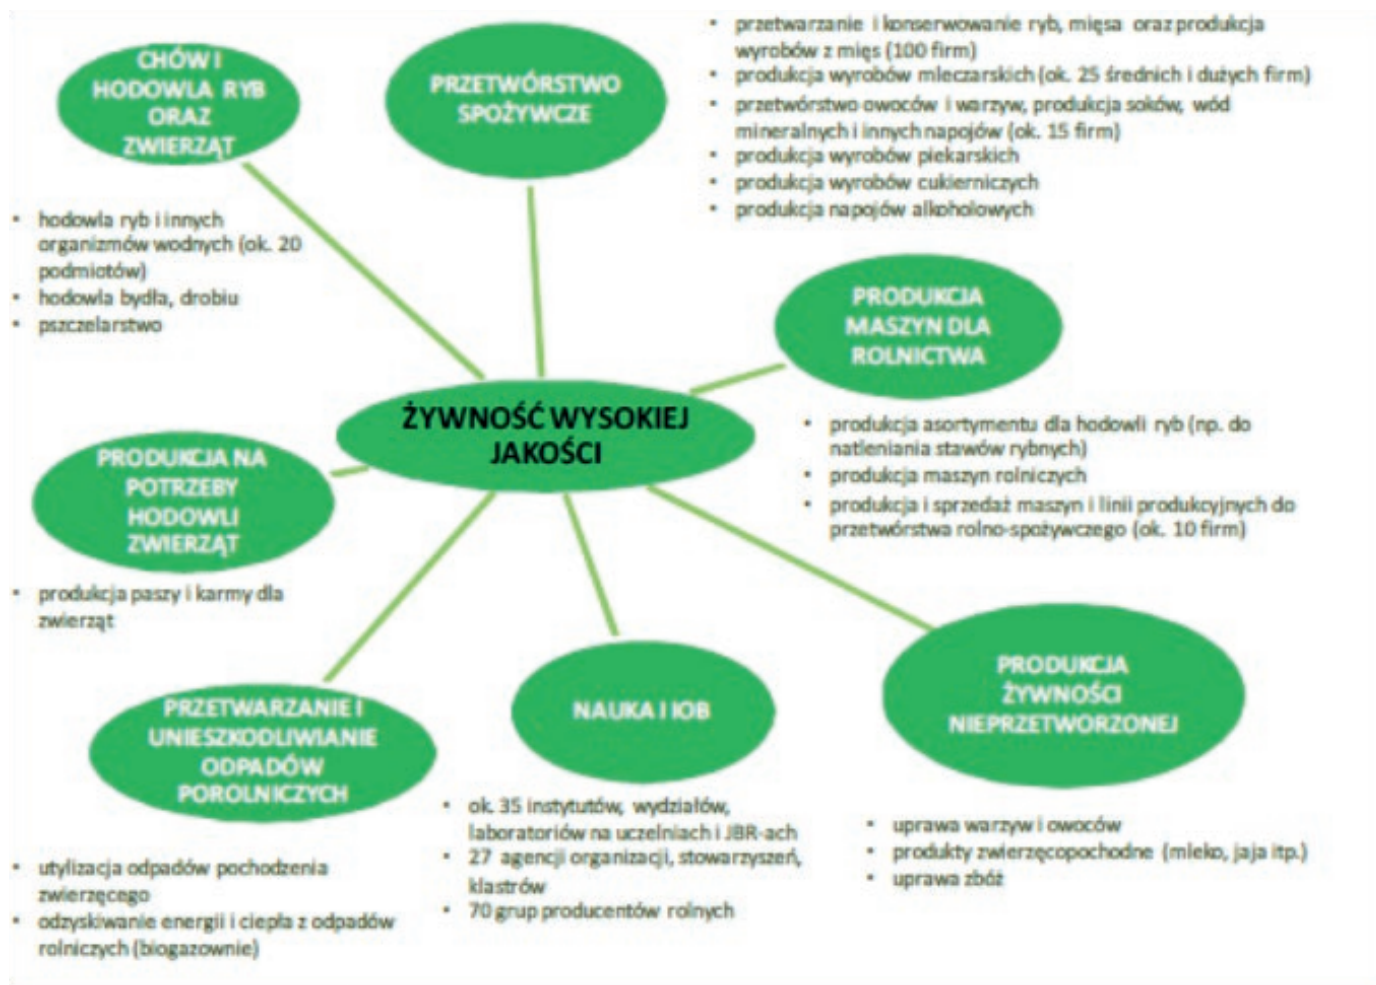 CHÓW I
HODOWLA RYB
ORAZ
ZWIERZĄT
hodowla ryb i innych
organizmów wodnych (ok. 20
podmiotów)
hodowla bydła, drobiu
pszczelarstwo
PRZETWÓRSTWO
SPOŻYWCZE
przetwarzanie i konserwowanie ryb, mięsa oraz produkcja
wyrobów z mięs (100 firm)
produkcja wyrobów mleczarskich (ok. 25 średnich i dużych firm)
przetwórstwo owoców i warzyw, produkcja soków, wód
mineralnych i innych napojów (ok. 15 firm)
produkcja wyrobów piekarskich
produkcja wyrobów cukierniczych
produkcja napojów alkoholowych
PRODUKCJA
MASZYN DLA
ROLNICTWA
produkcja asortymentu dla hodowli ryb (np. do
natleniania stawów rybnych)
produkcja maszyn rolniczych
produkcja i sprzedaż maszyn i linii produkcyjnych do
przetwórstwa rolno-spożywczego (ok. 10 firm)
ŻYWNOŚĆ WYSOKIEJ
JAKOŚCI
PRODUKCJA NA
POTRZEBY
HODOWLI
ZWIERZĄT
produkcja paszy i karmy dla
zwierząt
PRZETWARZANIE I
UNIESZKODLIWIANIE
ODPADÓW
POROLNICZYCH
utylizacja odpadów pochodzenia
zwierzęcego
odzyskiwanie energii i ciepła z odpadów
rolniczych (biogazownie)
NAUKA I IOB
ok. 35 instytutów, wydziałów,
laboratoriów na uczelniach i JBR-ach
27 agencji organizacji, stowarzyszeń,
klastrów
70 grup producentów rolnych
PRODUKCJA
ŻYWNOŚCI
NIEPRZETWORZONEJ
uprawa warzyw i owoców
produkty zwierzęcopochodne (mleko, jaja itp.)
uprawa zbóż